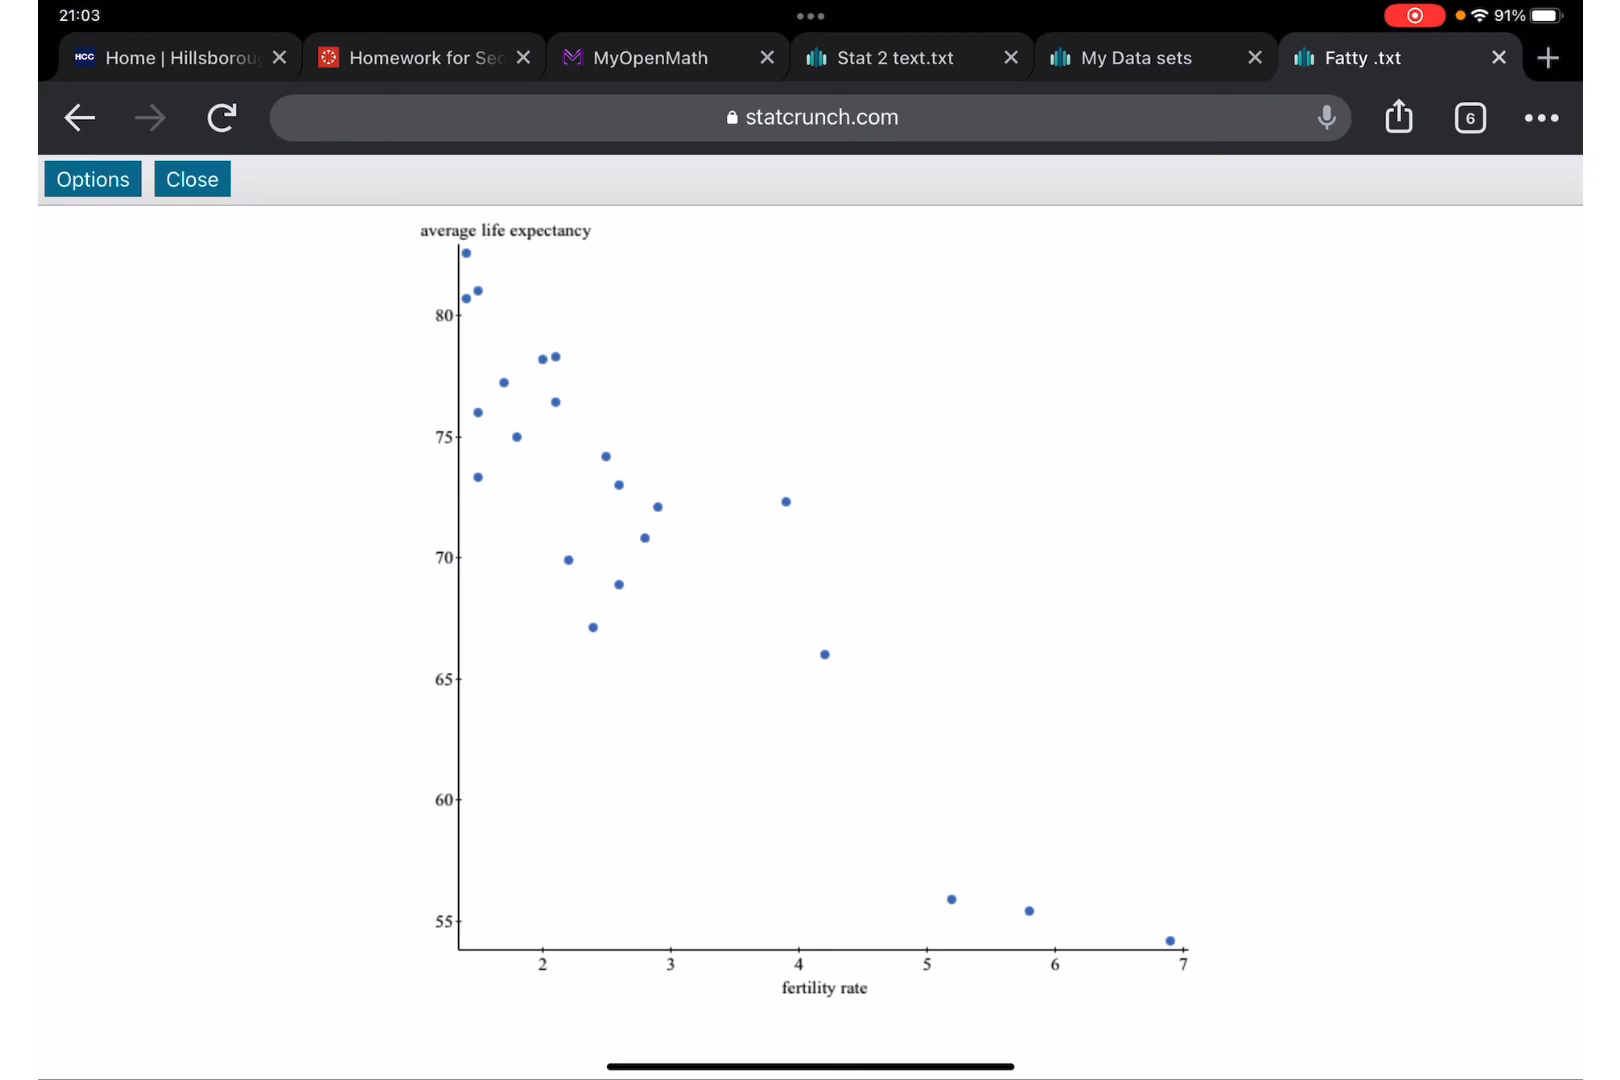 21:03
91%
HCC Home | Hillsborou
Homework for Sec
MyOpenMath
Stat 2 text.txt
My Data sets
Fatty .txt
statcrunch.com
6
Options
Close
average life expectancy
80
75
70
65
60
55
2 3 4 5 6 7
fertility rate